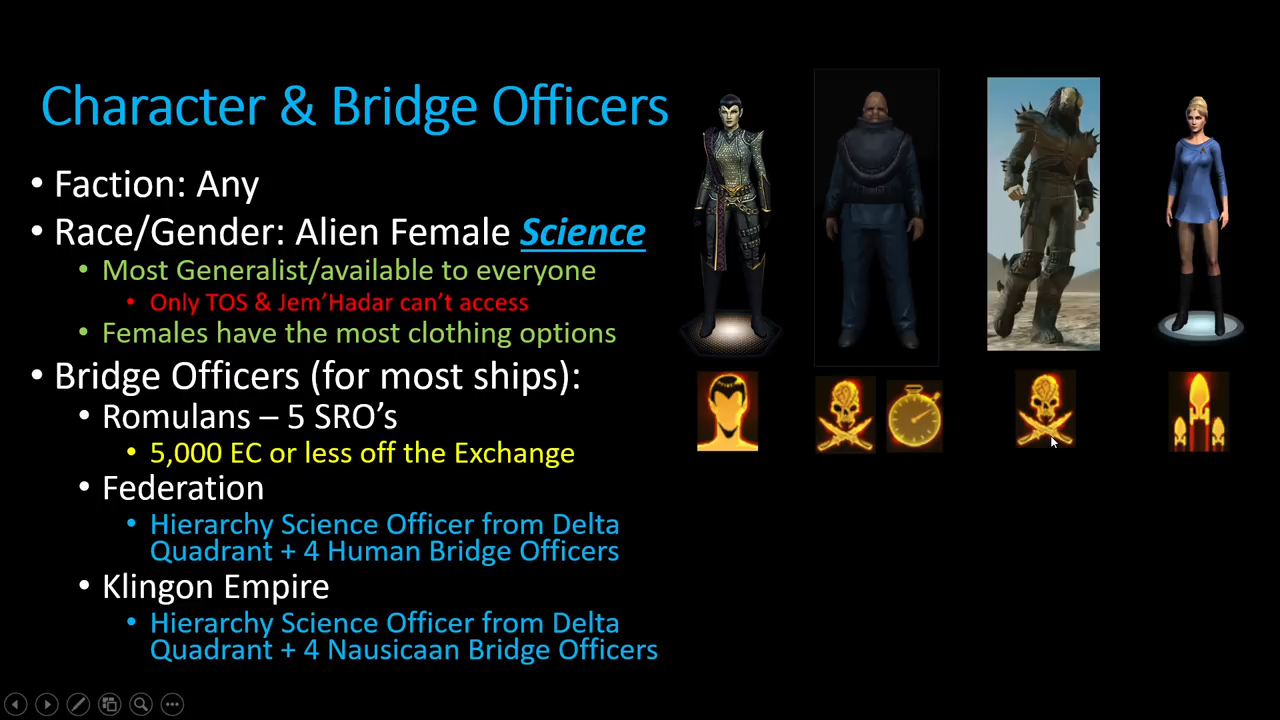 Character & Bridge Officers
• Faction: Any
• Race/Gender: Alien Female Science
• Most Generalist/available to everyone
• Only TOS & Jem'Hadar can't access
• Females have the most clothing options
• Bridge Officers (for most ships):
• Romulans – 5 SRO's
• 5,000 EC or less off the Exchange
• Federation
• Hierarchy Science Officer from Delta
Quadrant + 4 Human Bridge Officers
• Klingon Empire
• Hierarchy Science Officer from Delta
Quadrant + 4 Nausicaan Bridge Officers